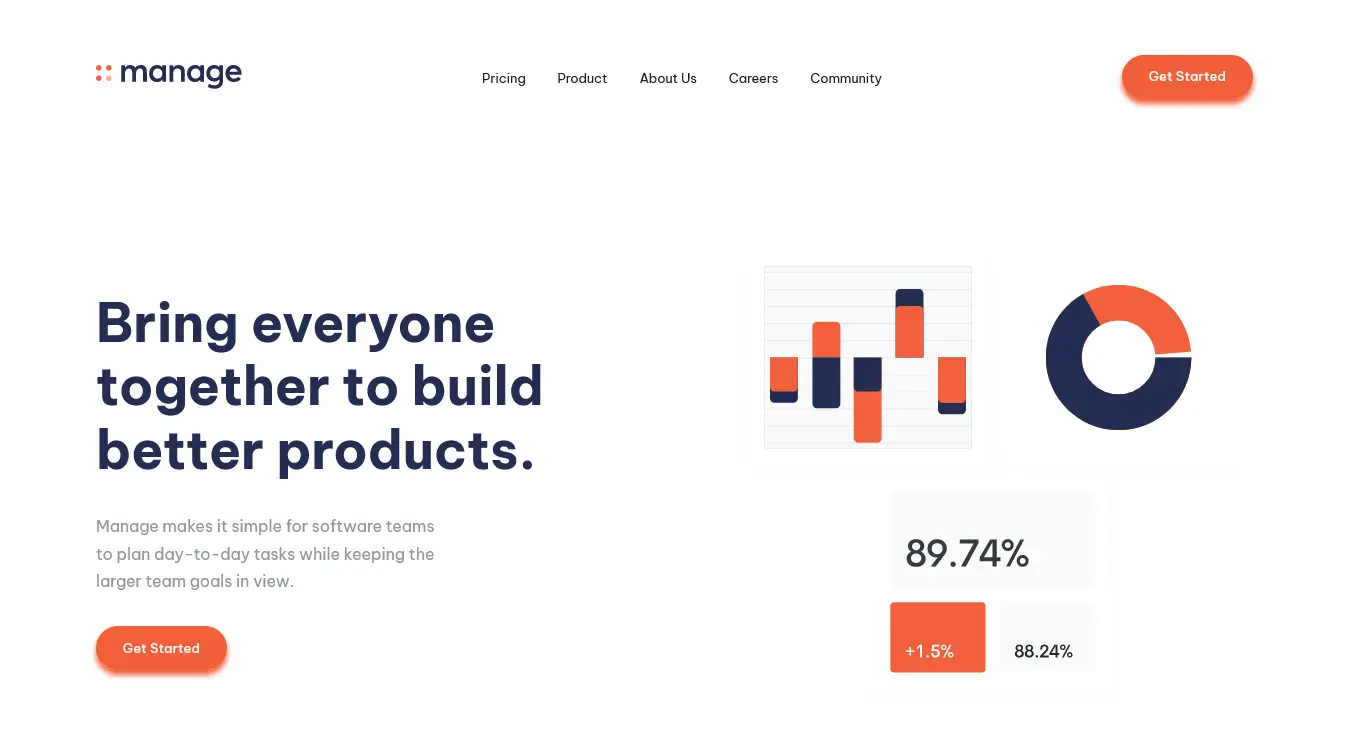 manage
Pricing
Product
About Us
Careers
Community
Get Started
Bring everyone
together to build
better products.
Manage makes it simple for software teams
to plan day-to-day tasks while keeping the
larger team goals in view.
Get Started
89.74%
+1.5%
88.24%